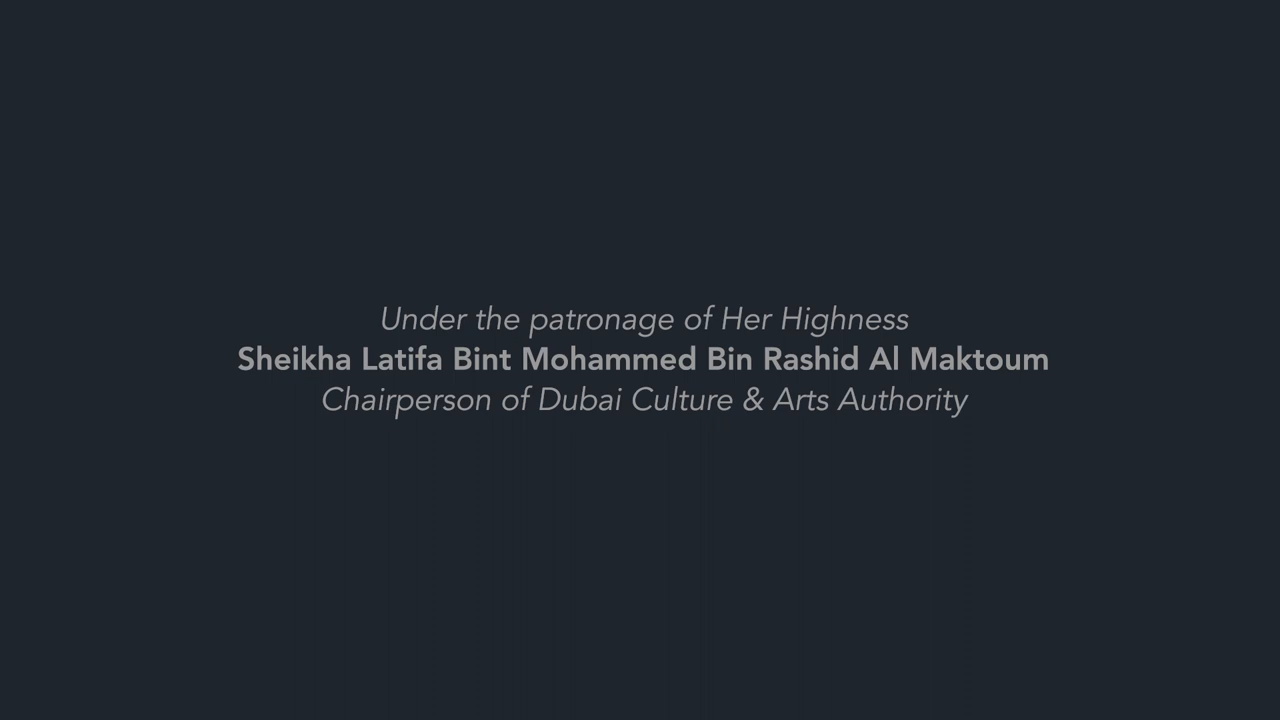 Under the patronage of Her Highness
Sheikha Latifa Bint Mohammed Bin Rashid Al Maktoum
Chairperson of Dubai Culture & Arts Authority